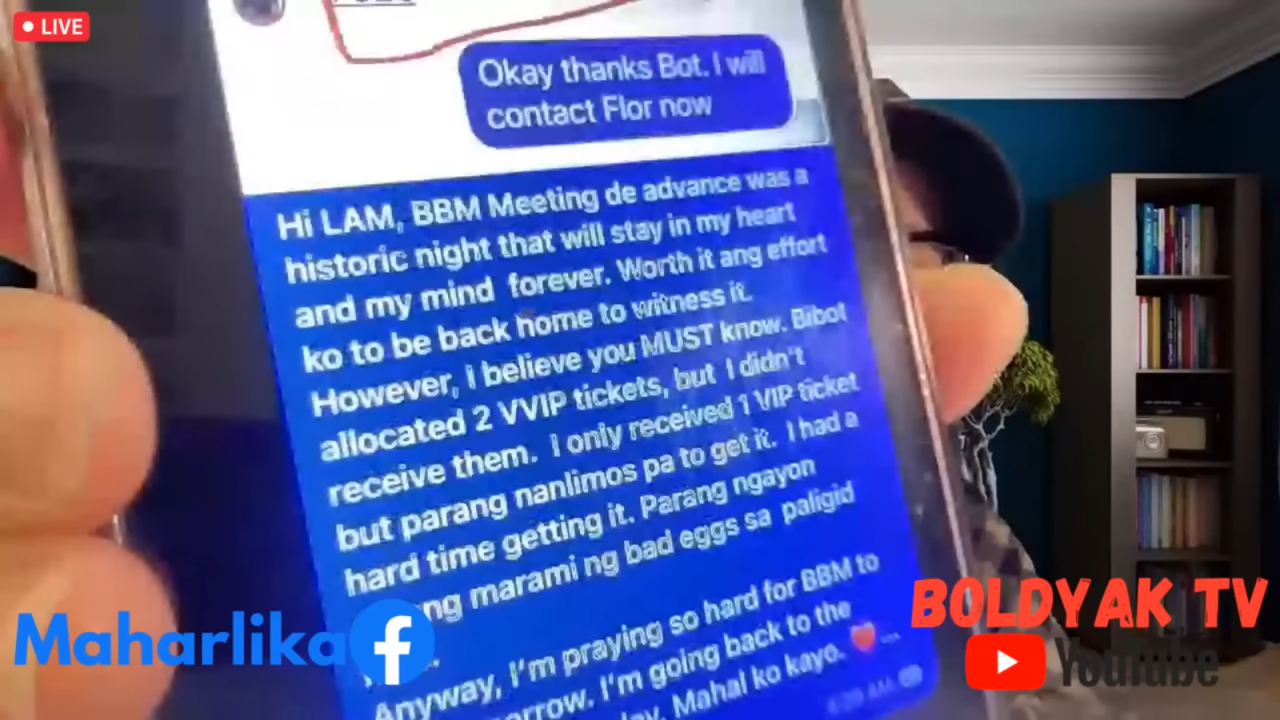 LIVE
Okay thanks Bot. I will
contact Flor now
Hi LAM, BBM Meeting de advance was a
historic night that will stay in my heart
and my mind forever. Worth it ang effort
ko to be back home to witness it.
However, I believe you MUST know. Bibot
allocated 2 VVIP tickets, but I didn't
receive them. I only received 1 VIP ticket
but parang nanlimos pa to get it. I had a
hard time getting it. Parang ngayon
marami ng bad eggs sa paligid
Anyway, I'm praying so hard for BBM to
I'm going back to the
Mahal ko kayo.
Maharlika f
BOLDYAK TV
YouTube